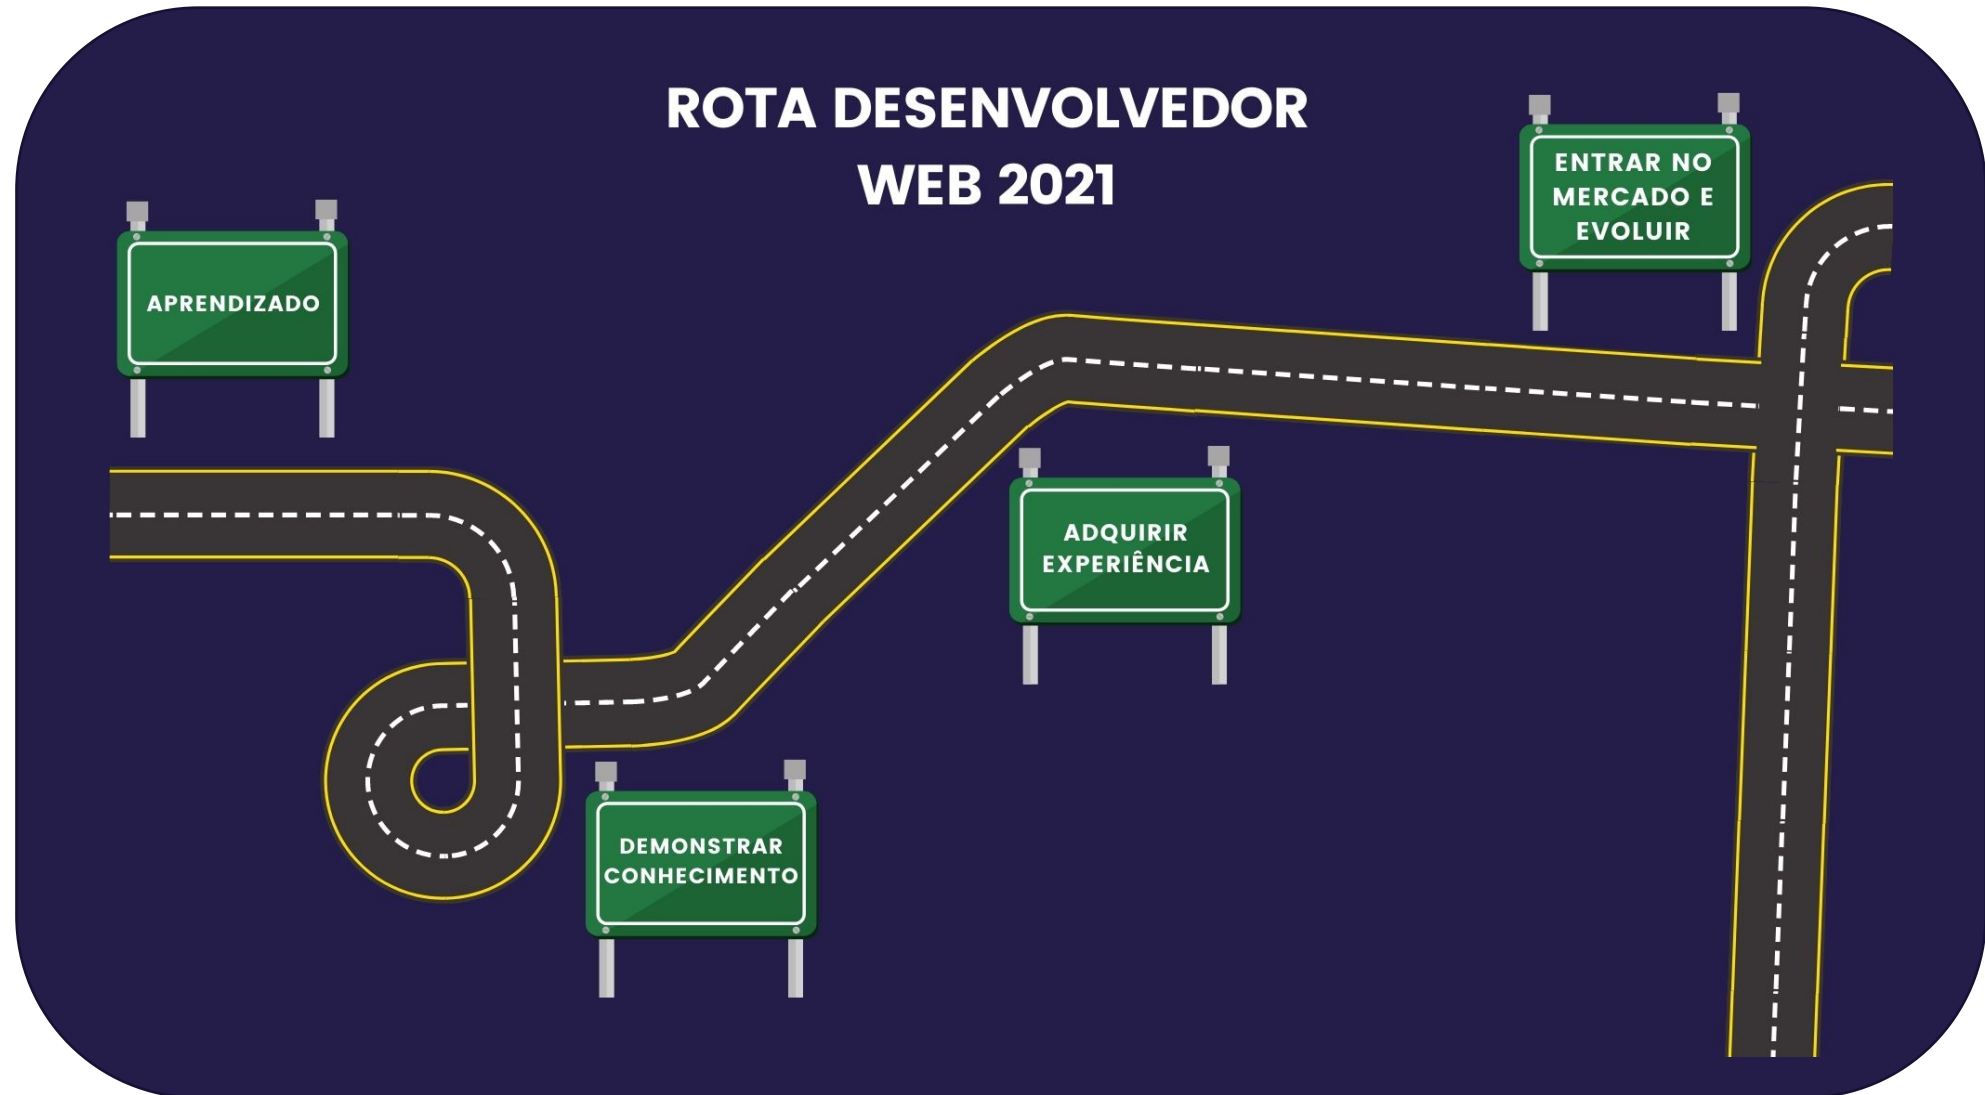 ROTA DESENVOLVEDOR
WEB 2021
APRENDIZADO
DEMONSTRAR
CONHECIMENTO
ADQUIRIR
EXPERIÊNCIA
ENTRAR NO
MERCADO E
EVOLUIR